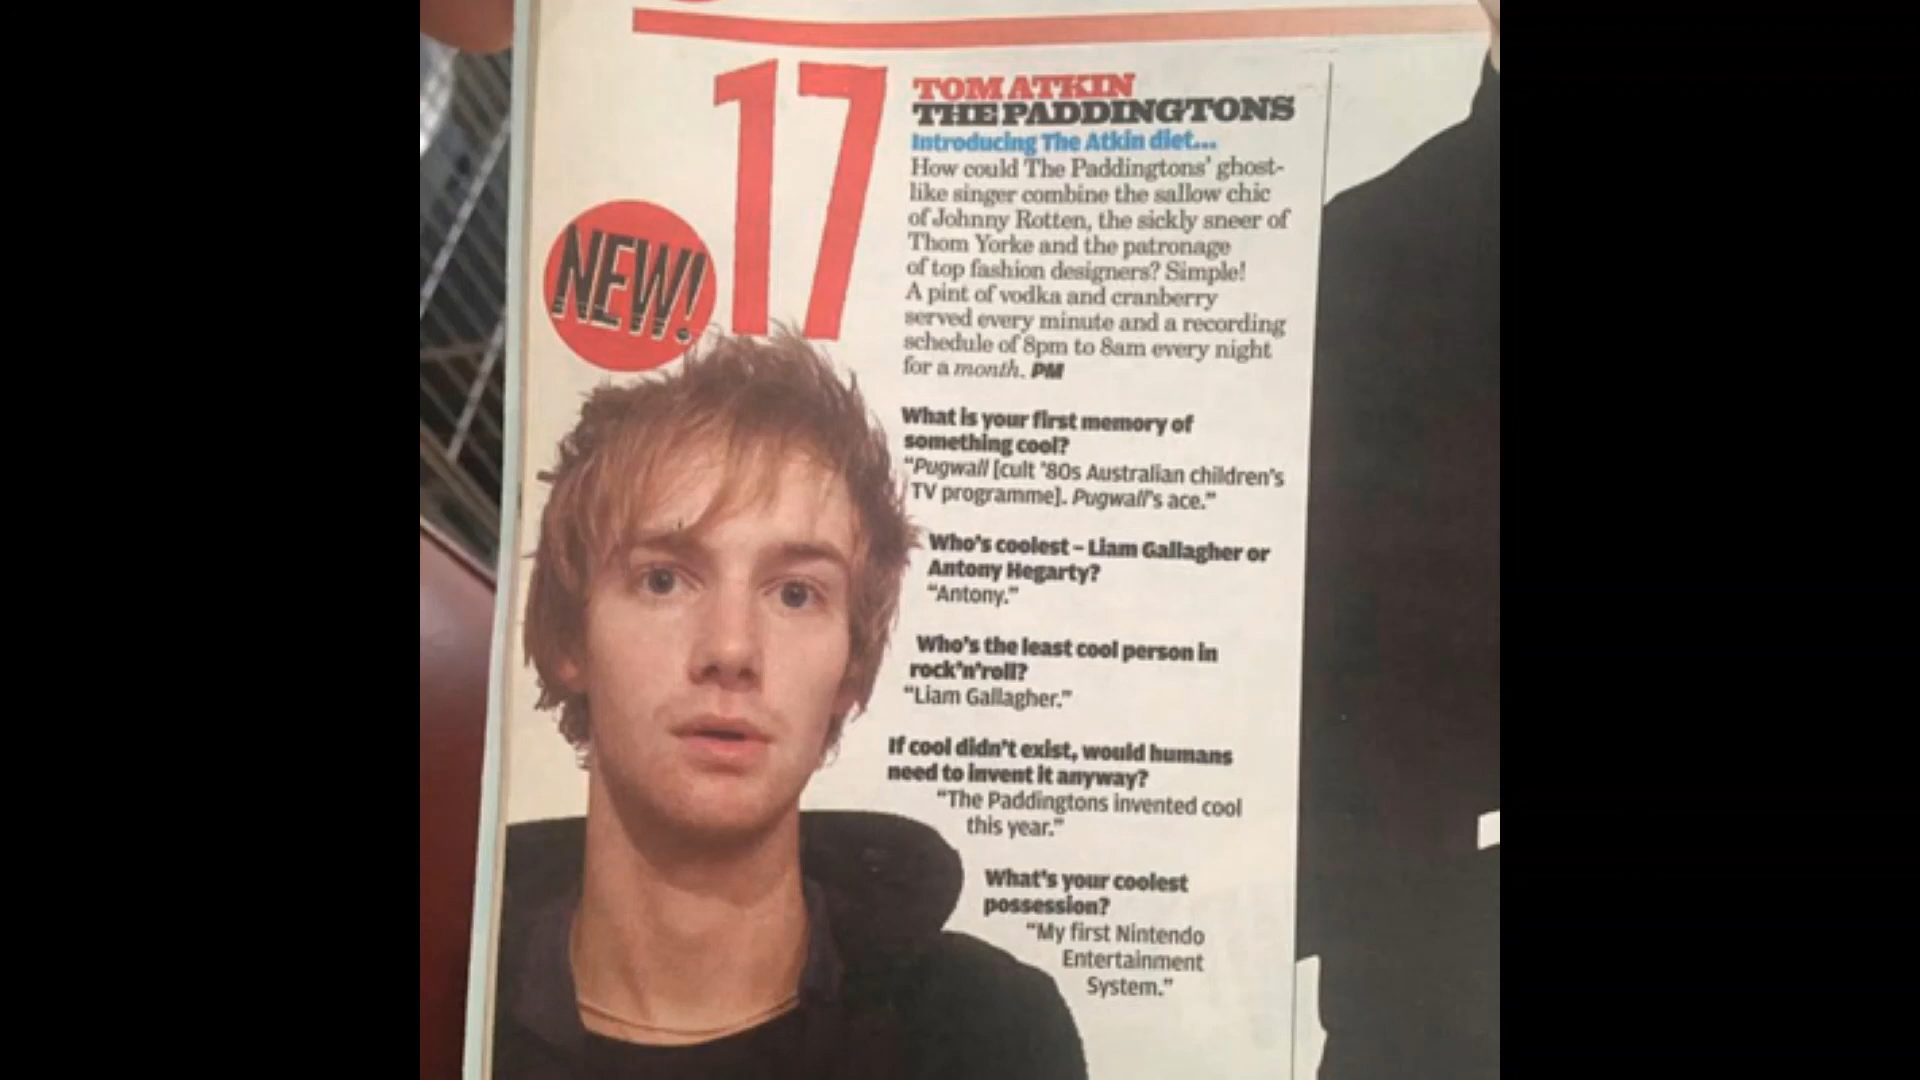 17
NEW!
TOM ATKIN
THE PADDINGTONS
Introducing The Atkin diet...
How could The Paddingtons' ghost-
like singer combine the sallow chic
of Johnny Rotten, the sickly sneer of
Thom Yorke and the patronage
of top fashion designers? Simple!
A pint of vodka and cranberry
served every minute and a recording
schedule of 8pm to 8am every night
for a month. PM
What is your first memory of
something cool?
“Pugwall [cult '80s Australian children's
TV programme]. Pugwall's ace.”
Who's coolest – Liam Gallagher or
Antony Hegarty?
“Antony.”
Who's the least cool person in
rock'n'roll?
“Liam Gallagher.”
If cool didn't exist, would humans
need to invent it anyway?
“The Paddingtons invented cool
this year.”
What's your coolest
possession?
“My first Nintendo
Entertainment
System.”